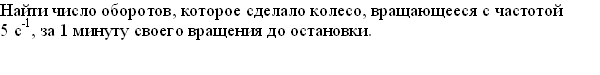 Найти число оборотов, которое сделало колесо, вращающееся с частотой
5 с⁻¹, за 1 минуту своего вращения до остановки.